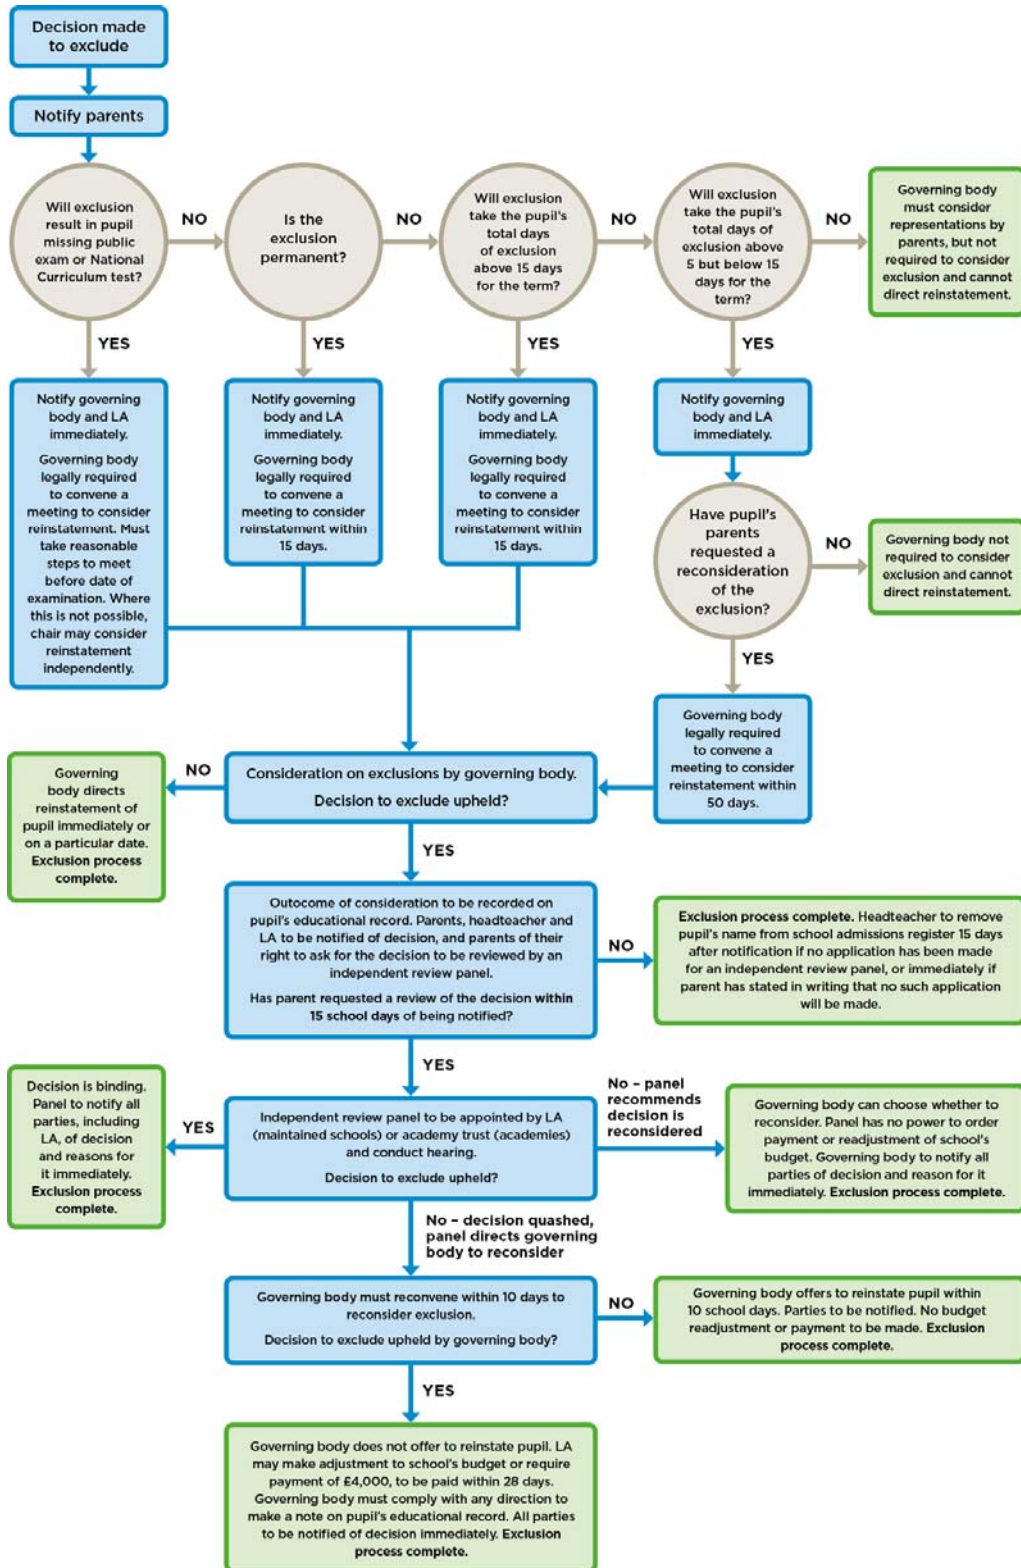 Decision made
to exclude
Notify parents
Will exclusion
result in pupil
missing public
exam or National
Curriculum test?
NO
Is the
exclusion
permanent?
NO
Will exclusion
take the pupil's
total days
of exclusion
above 15 days
for the term?
NO
Will exclusion
take the pupil's
total days of
exclusion above
5 but below 15
days for the
term?
NO
Governing body
must consider
representations by
parents, but not
required to consider
exclusion and cannot
direct reinstatement.
YES
YES
YES
YES
Notify governing
body and LA
immediately.
Governing body
legally required
to convene a
meeting to consider
reinstatement. Must
take reasonable
steps to meet
before date of
examination. Where
this is not possible,
chair may consider
reinstatement
independently.
Notify governing
body and LA
immediately.
Governing body
legally required
to convene a
meeting to consider
reinstatement within
15 days.
Notify governing
body and LA
immediately.
Governing body
legally required
to convene a
meeting to consider
reinstatement within
15 days.
Notify governing
body and LA
immediately.
Have pupil's
parents
requested a
reconsideration
of the
exclusion?
NO
Governing body not
required to consider
exclusion and cannot
direct reinstatement.
YES
Governing body
legally required
to convene a
meeting to consider
reinstatement within
50 days.
Consideration on exclusions by governing body.
Decision to exclude upheld?
NO
Governing
body directs
reinstatement of
pupil immediately or
on a particular date.
Exclusion process
complete.
YES
Outocome of consideration to be recorded on
pupil's educational record. Parents, headteacher and
LA to be notified of decision, and parents of their
right to ask for the decision to be reviewed by an
independent review panel.
Has parent requested a review of the decision within
15 school days of being notified?
NO
Exclusion process complete. Headteacher to remove
pupil's name from school admissions register 15 days
after notification if no application has been made
for an independent review panel, or immediately if
parent has stated in writing that no such application
will be made.
YES
Independent review panel to be appointed by LA
(maintained schools) or academy trust (academies)
and conduct hearing.
Decision to exclude upheld?
YES
Decision is binding.
Panel to notify all
parties, including
LA, of decision
and reasons for
it immediately.
Exclusion process
complete.
No – panel
recommends
decision is
reconsidered
Governing body can choose whether to
reconsider. Panel has no power to order
payment or readjustment of school's
budget. Governing body to notify all
parties of decision and reason for it
immediately. Exclusion process complete.
No – decision quashed,
panel directs governing
body to reconsider
Governing body must reconvene within 10 days to
reconsider exclusion.
Decision to exclude upheld by governing body?
NO
Governing body offers to reinstate pupil within
10 school days. Parties to be notified. No budget
readjustment or payment to be made. Exclusion
process complete.
YES
Governing body does not offer to reinstate pupil. LA
may make adjustment to school's budget or require
payment of £4,000, to be paid within 28 days.
Governing body must comply with any direction to
make a note on pupil's educational record. All parties
to be notified of decision immediately. Exclusion
process complete.